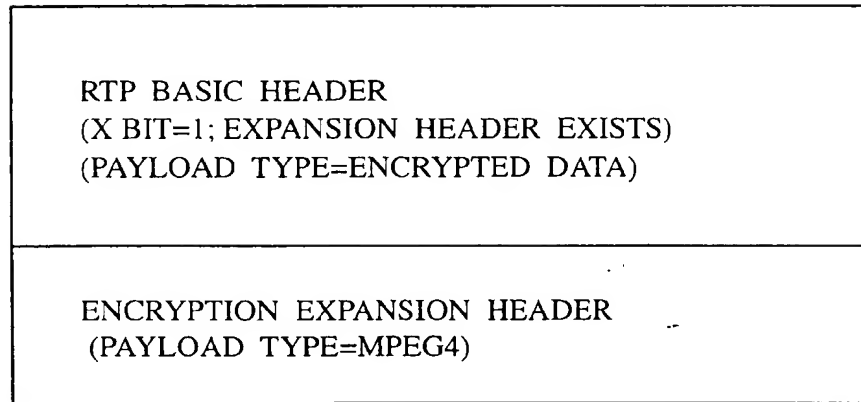 RTP BASIC HEADER
(X BIT=1; EXPANSION HEADER EXISTS)
(PAYLOAD TYPE=ENCRYPTED DATA)
ENCRYPTION EXPANSION HEADER
(PAYLOAD TYPE=MPEG4)